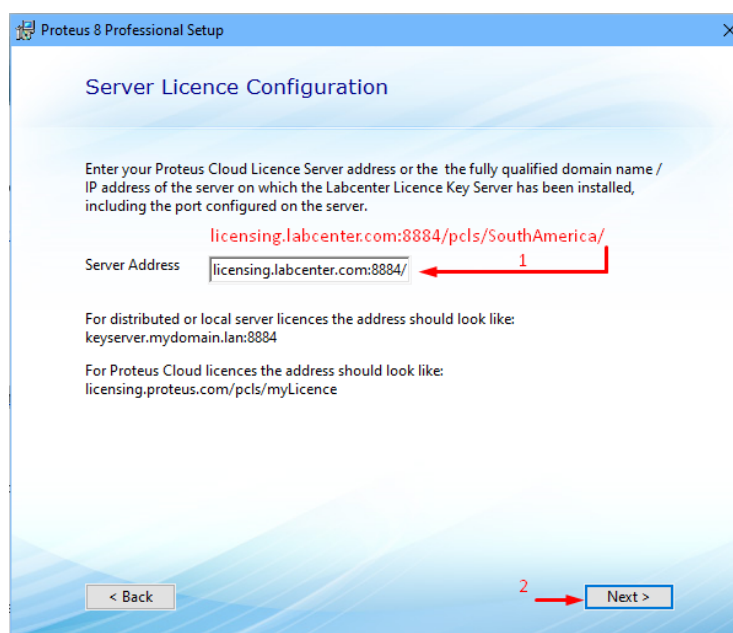 Proteus 8 Professional Setup
Server Licence Configuration
Enter your Proteus Cloud Licence Server address or the the fully qualified domain name /
IP address of the server on which the Labcenter Licence Key Server has been installed,
including the port configured on the server.
licensing.labcenter.com:8884/pcls/SouthAmerica/
1
Server Address licensing.labcenter.com:8884/
For distributed or local server licences the address should look like:
keyserver.mydomain.lan:8884
For Proteus Cloud licences the address should look like:
licensing.proteus.com/pcls/myLicence
2
< Back Next >